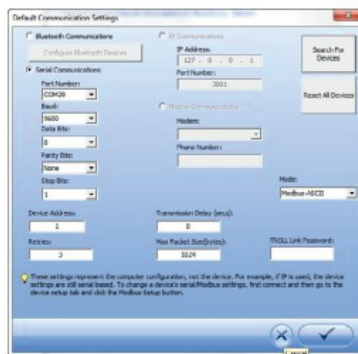 Default Communication Settings
Bluetooth Communications
Configure Bluetooth Devices
Serial Communications
Port Number:
COM28
Baud:
9600
Data Bits:
8
Parity Bits:
None
Stop Bits:
1
IP Communications
IP Address:
127 . 0 . 0 . 1
Port Number:
Modem Communications
Modem:
Phone Number:
Search For Devices
Reset All Devices
Mode:
Modbus-ASCII
Device Address:
1
Transmission Delay (secs):
0
Retries:
3
Max Packet Size(bytes):
1024
TROLL Link Password:
These settings represent the computer configuration, not the device. For example, if IP is used, the device
settings are still serial based. To change a device's serial/Modbus settings, first connect and then go to the
device setup tab and click the Modbus Setup button.
Cancel